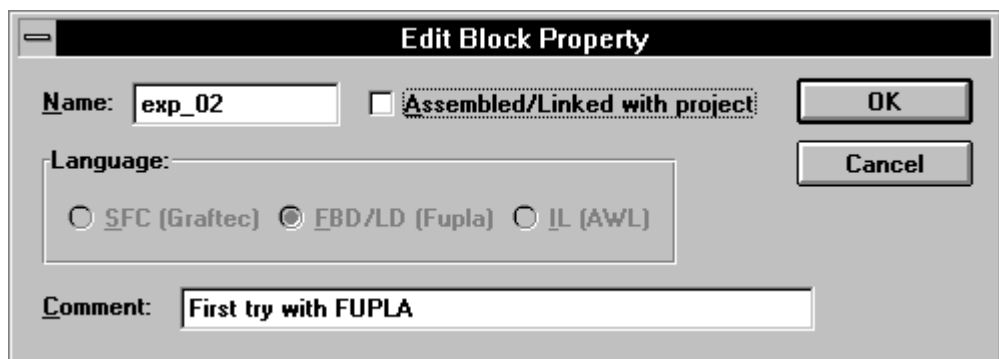 Edit Block Property
Name: exp_02 Assembled/Linked with project OK
Language: Cancel
SFC (Graftec) FBD/LD (Fupla) IL (AWL)
Comment: First try with FUPLA